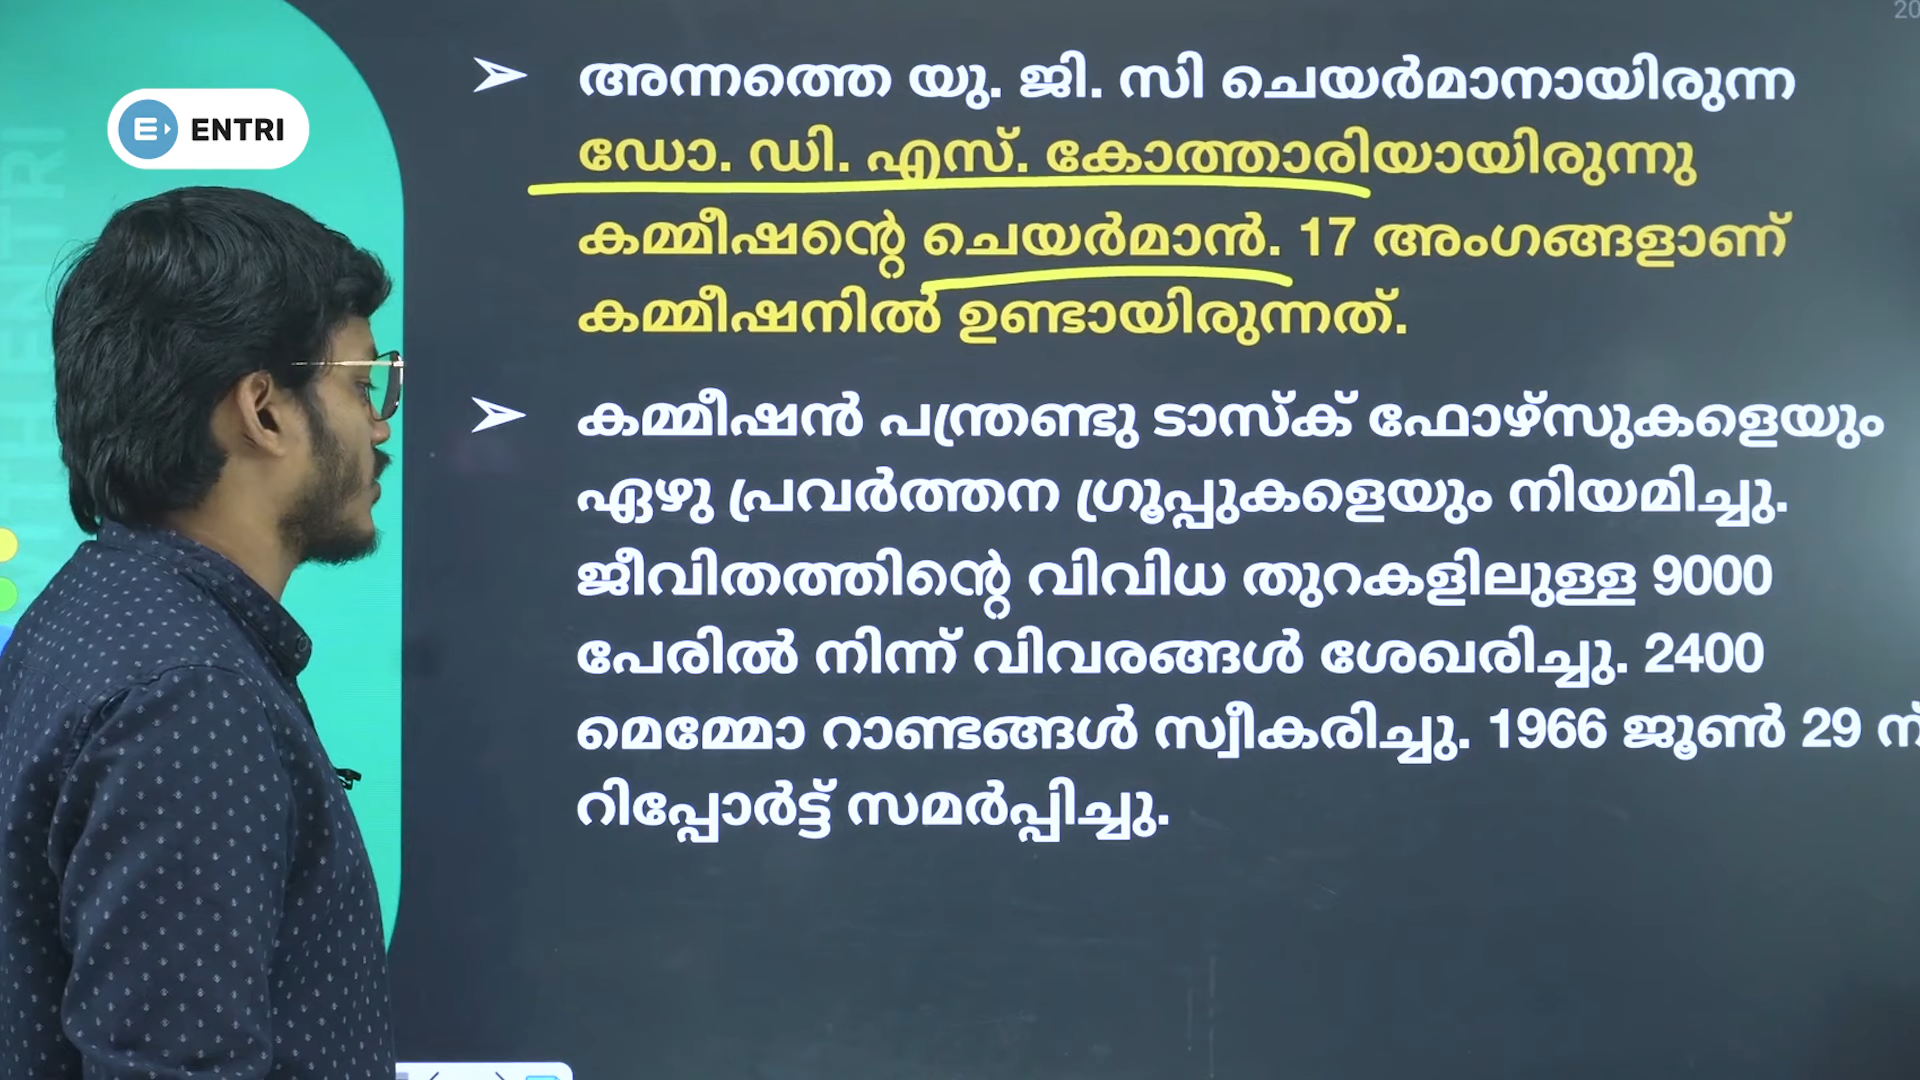 ENTRI
അന്നത്തെ യു. ജി. സി ചെയർമാനായിരുന്ന
ഡോ. ഡി. എസ്. കോത്താരിയായിരുന്നു
കമ്മീഷന്റെ ചെയർമാൻ. 17 അംഗങ്ങളാണ്
കമ്മീഷനിൽ ഉണ്ടായിരുന്നത്.
കമ്മീഷൻ പന്ത്രണ്ടു ടാസ്ക് ഫോഴ്സുകളെയും
ഏഴു പ്രവർത്തന ഗ്രൂപ്പുകളെയും നിയമിച്ചു.
ജീവിതത്തിന്റെ വിവിധ തുറകളിലുള്ള 9000
പേരിൽ നിന്ന് വിവരങ്ങൾ ശേഖരിച്ചു. 2400
മെമ്മോ റാണ്ടങ്ങൾ സ്വീകരിച്ചു. 1966 ജൂൺ 29 ന്
റിപ്പോർട്ട് സമർപ്പിച്ചു.